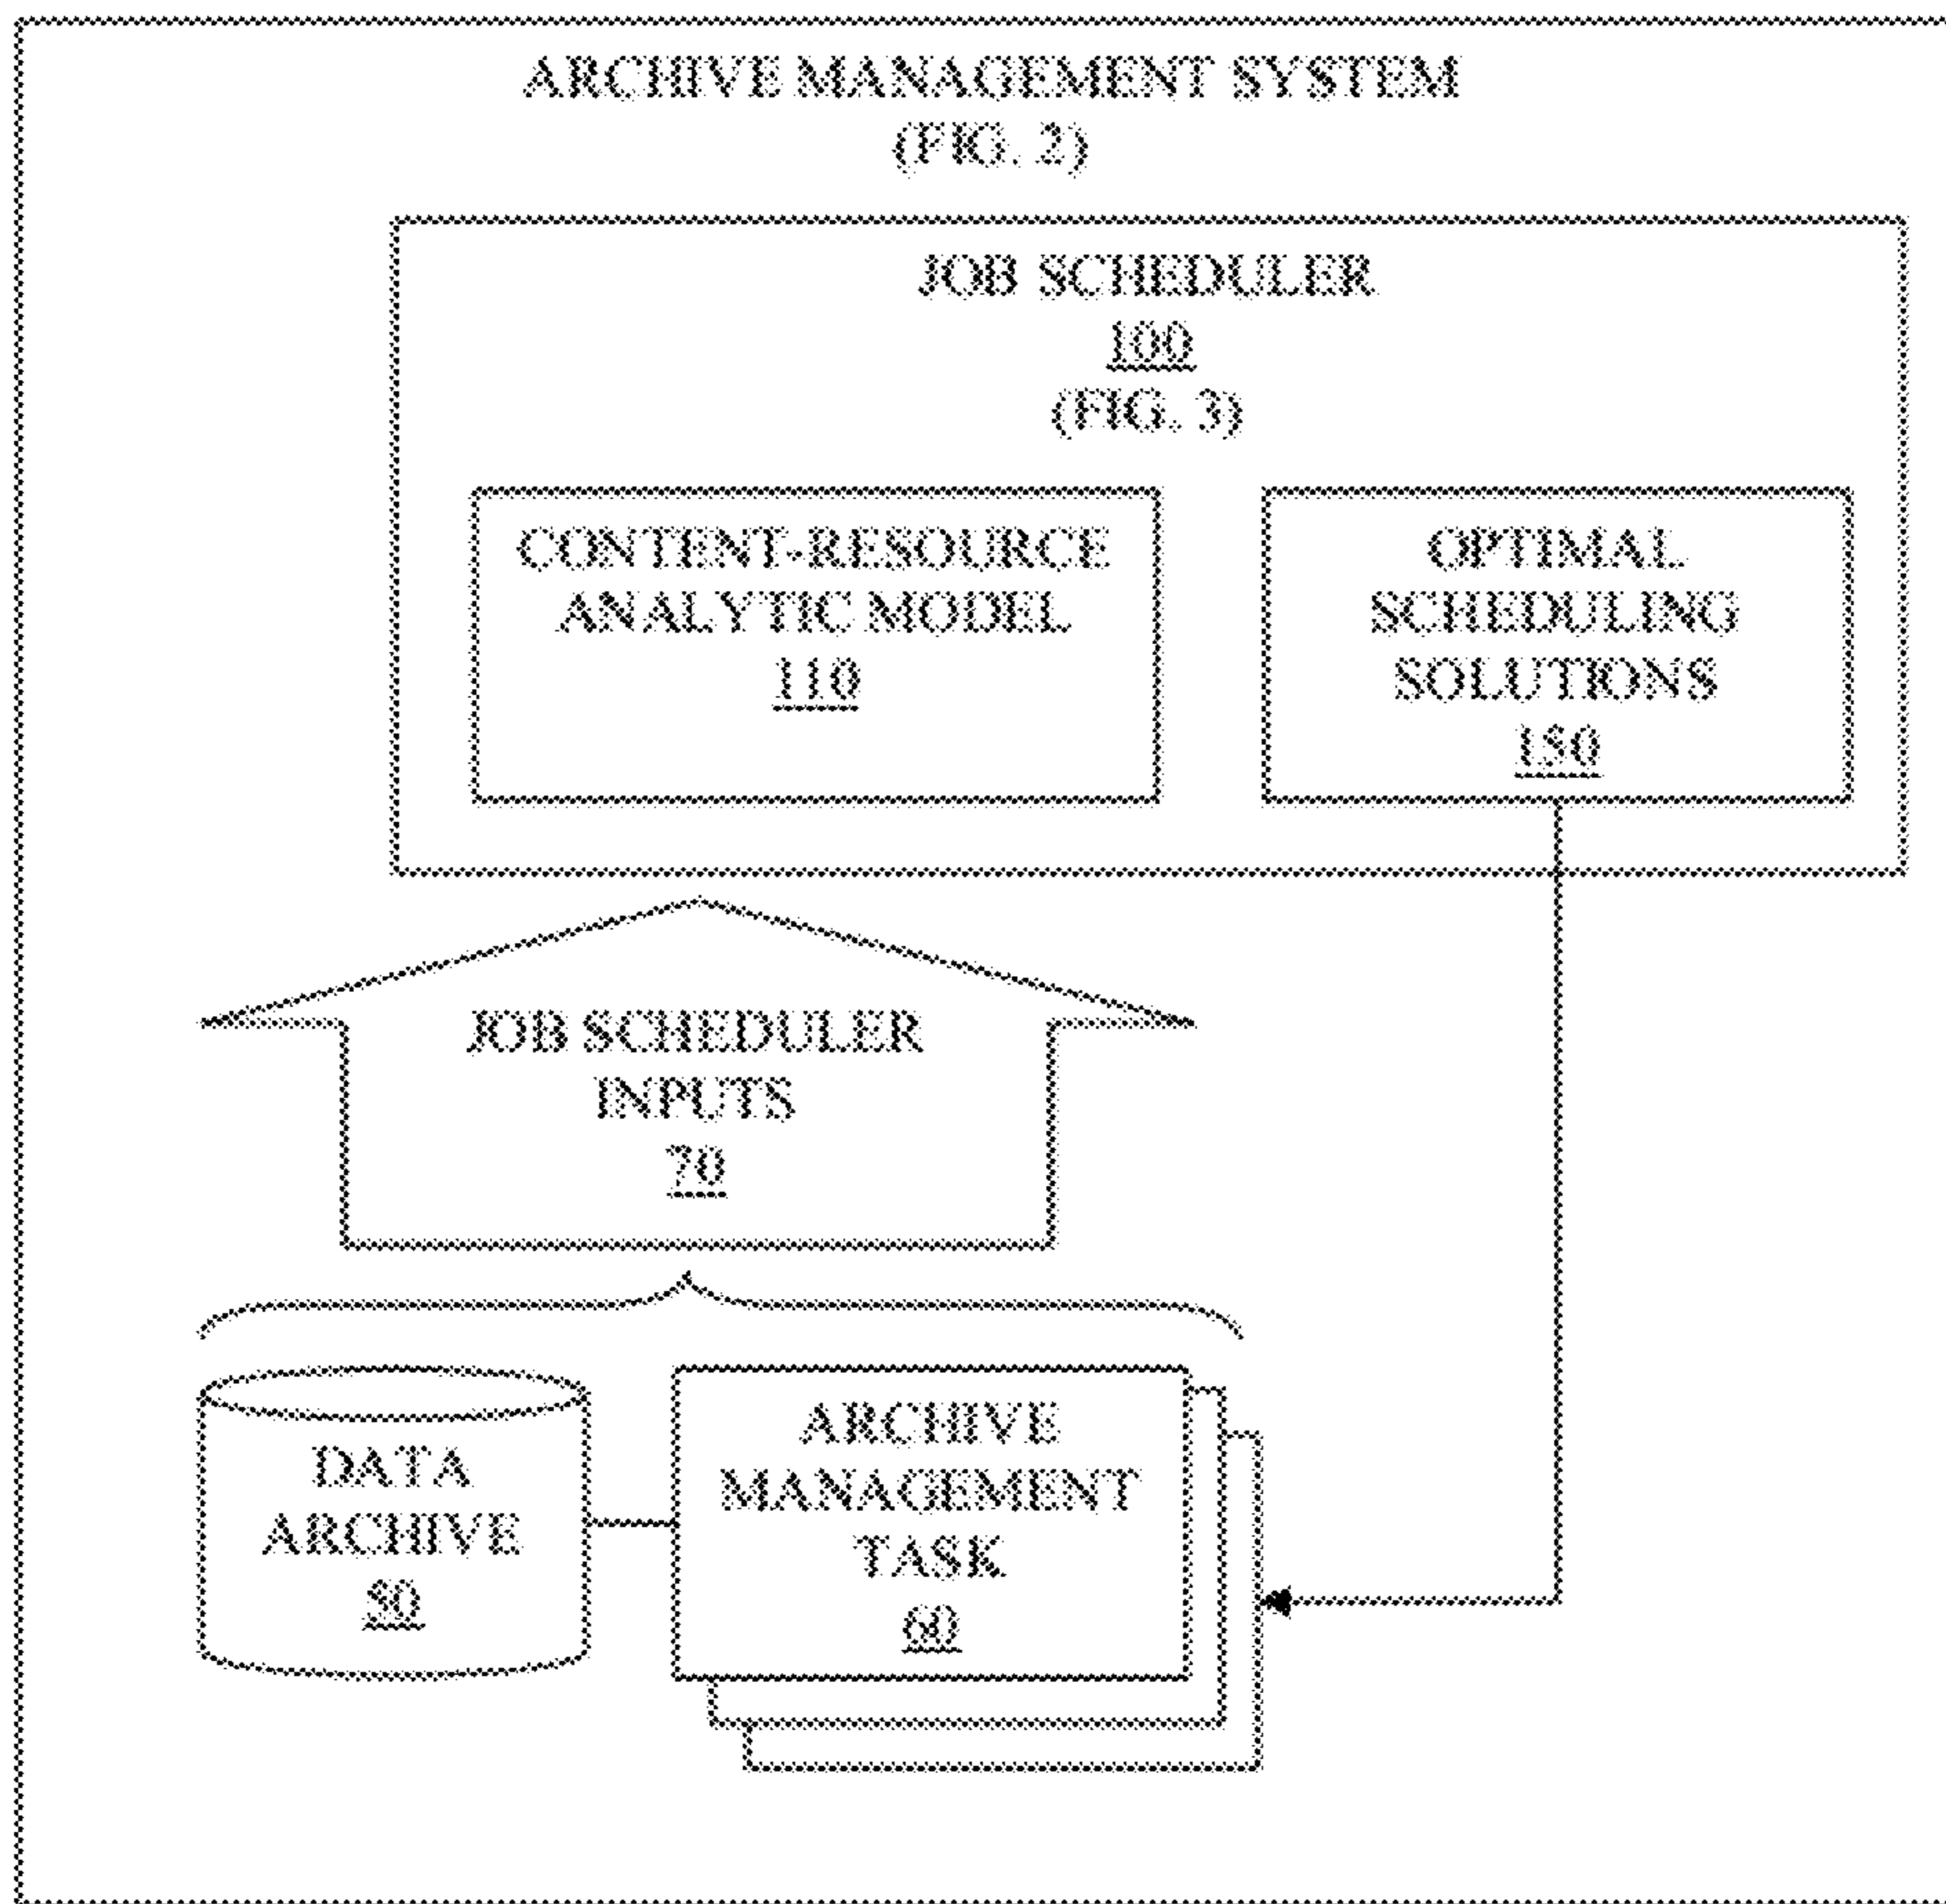 ARCHIVE MANAGEMENT SYSTEM
(FIG. 2)
JOB SCHEDULER
100
(FIG. 3)
CONTENT-RESOURCE
ANALYTIC MODEL
110
OPTIMAL
SCHEDULING
SOLUTIONS
150
JOB SCHEDULER
INPUTS
70
DATA
ARCHIVE
50
ARCHIVE
MANAGEMENT
TASK
60